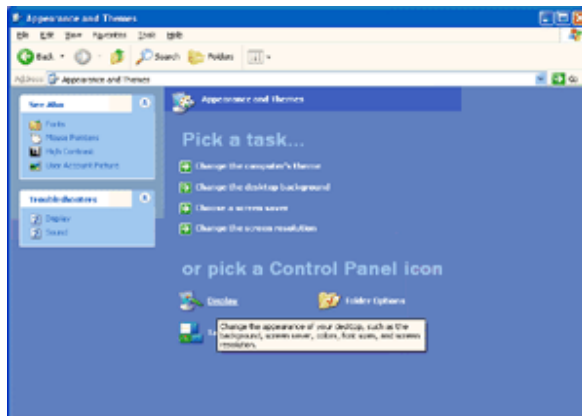 Appearance and Themes
File Edit View Favorites Tools Help
Back Search Folders
Address Appearance and Themes
See Also
Fonts
Mouse Pointers
High Contrast
User Account Picture
Troubleshooters
Display
Sound
Appearance and Themes
Pick a task...
Change the computer's theme
Change the desktop background
Choose a screen saver
Change the screen resolution
or pick a Control Panel icon
Display Folder Options
Change the appearance of your desktop, such as the
background, screen saver, colors, font sizes, and screen
resolution.